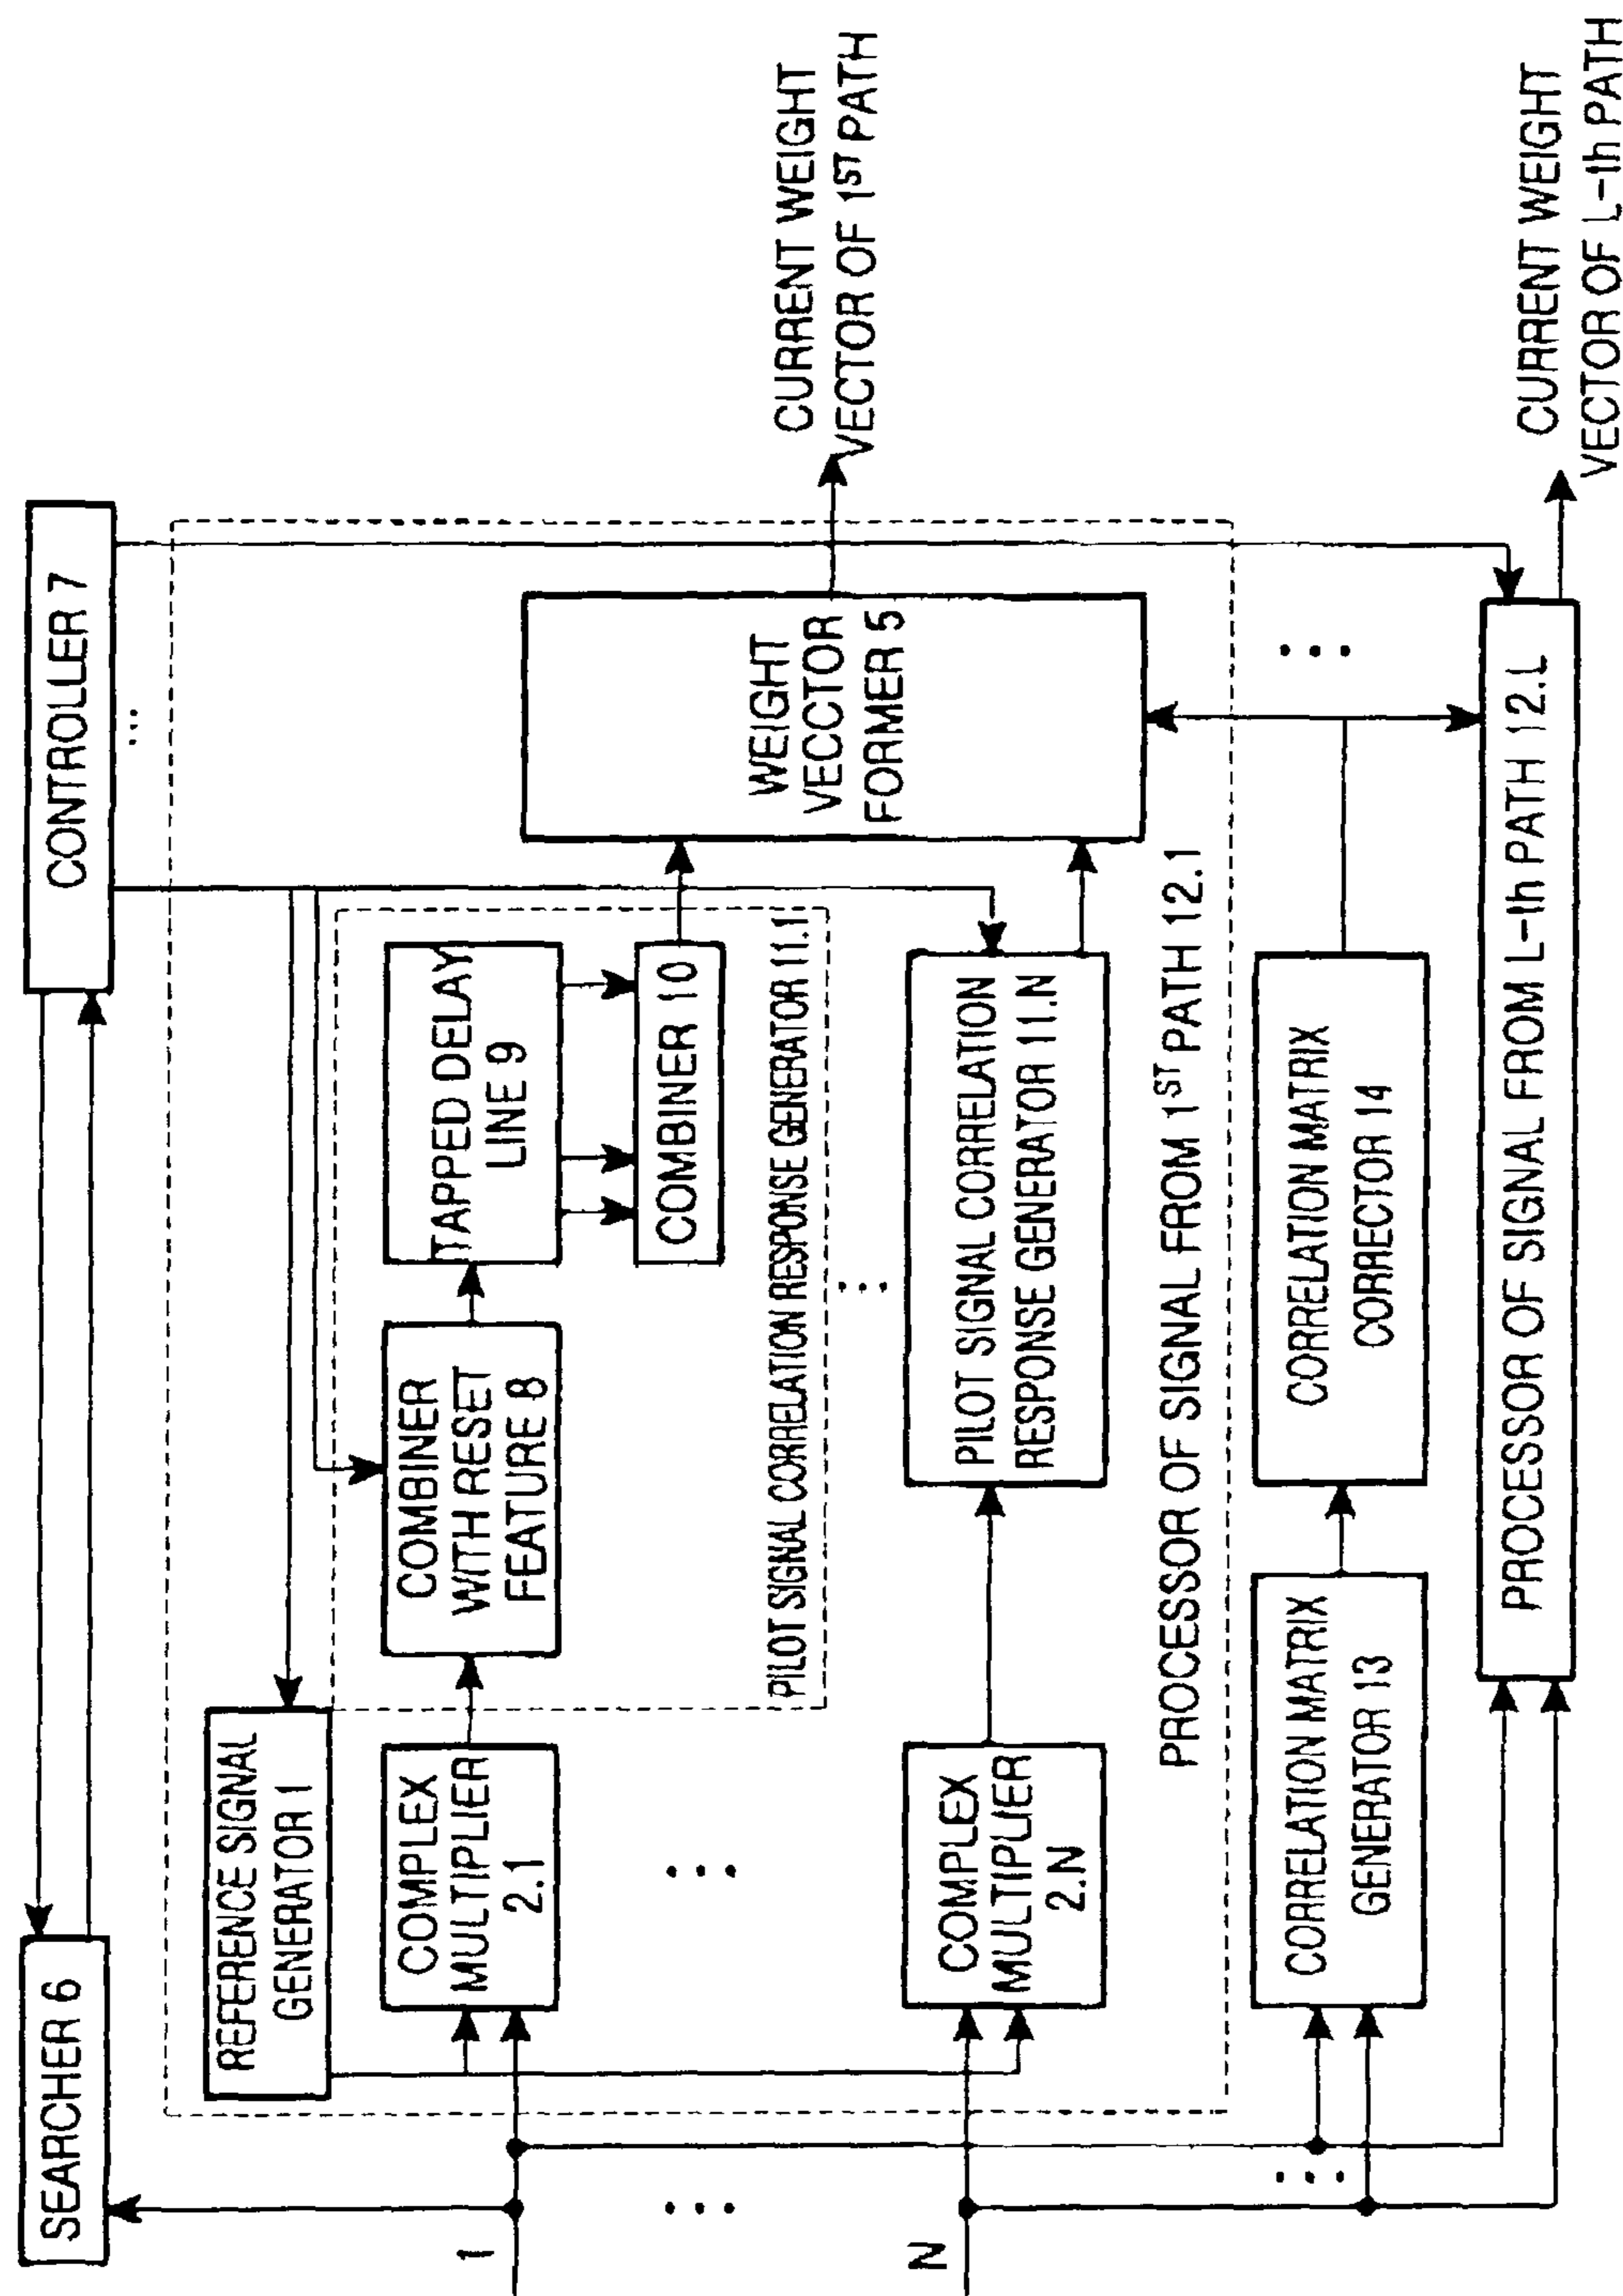 SEARCHER 6
CONTROLLER 7
...
REFERENCE SIGNAL
GENERATOR 1
COMPLEX
MULTIPLIER
2.1
COMBINER
WITH RESET
FEATURE 8
TAPPED DELAY
LINE 9
COMBINER 10
PILOT SIGNAL CORRELATION RESPONSE GENERATOR 11.1
WEIGHT
VECCTOR
FORMER 5
CURRENT WEIGHT
VECTOR OF 1ST PATH
1
...
...
...
N
COMPLEX
MULTIPLIER
2.N
PILOT SIGNAL CORRELATION
RESPONSE GENERATOR 11.N
PROCESSOR OF SIGNAL FROM 1ST PATH 12.1
...
CORRELATION MATRIX
GENERATOR 13
CORRELATION MATRIX
CORRECTOR 14
...
PROCESSOR OF SIGNAL FROM L-th PATH 12.L
CURRENT WEIGHT
VECTOR OF L-th PATH